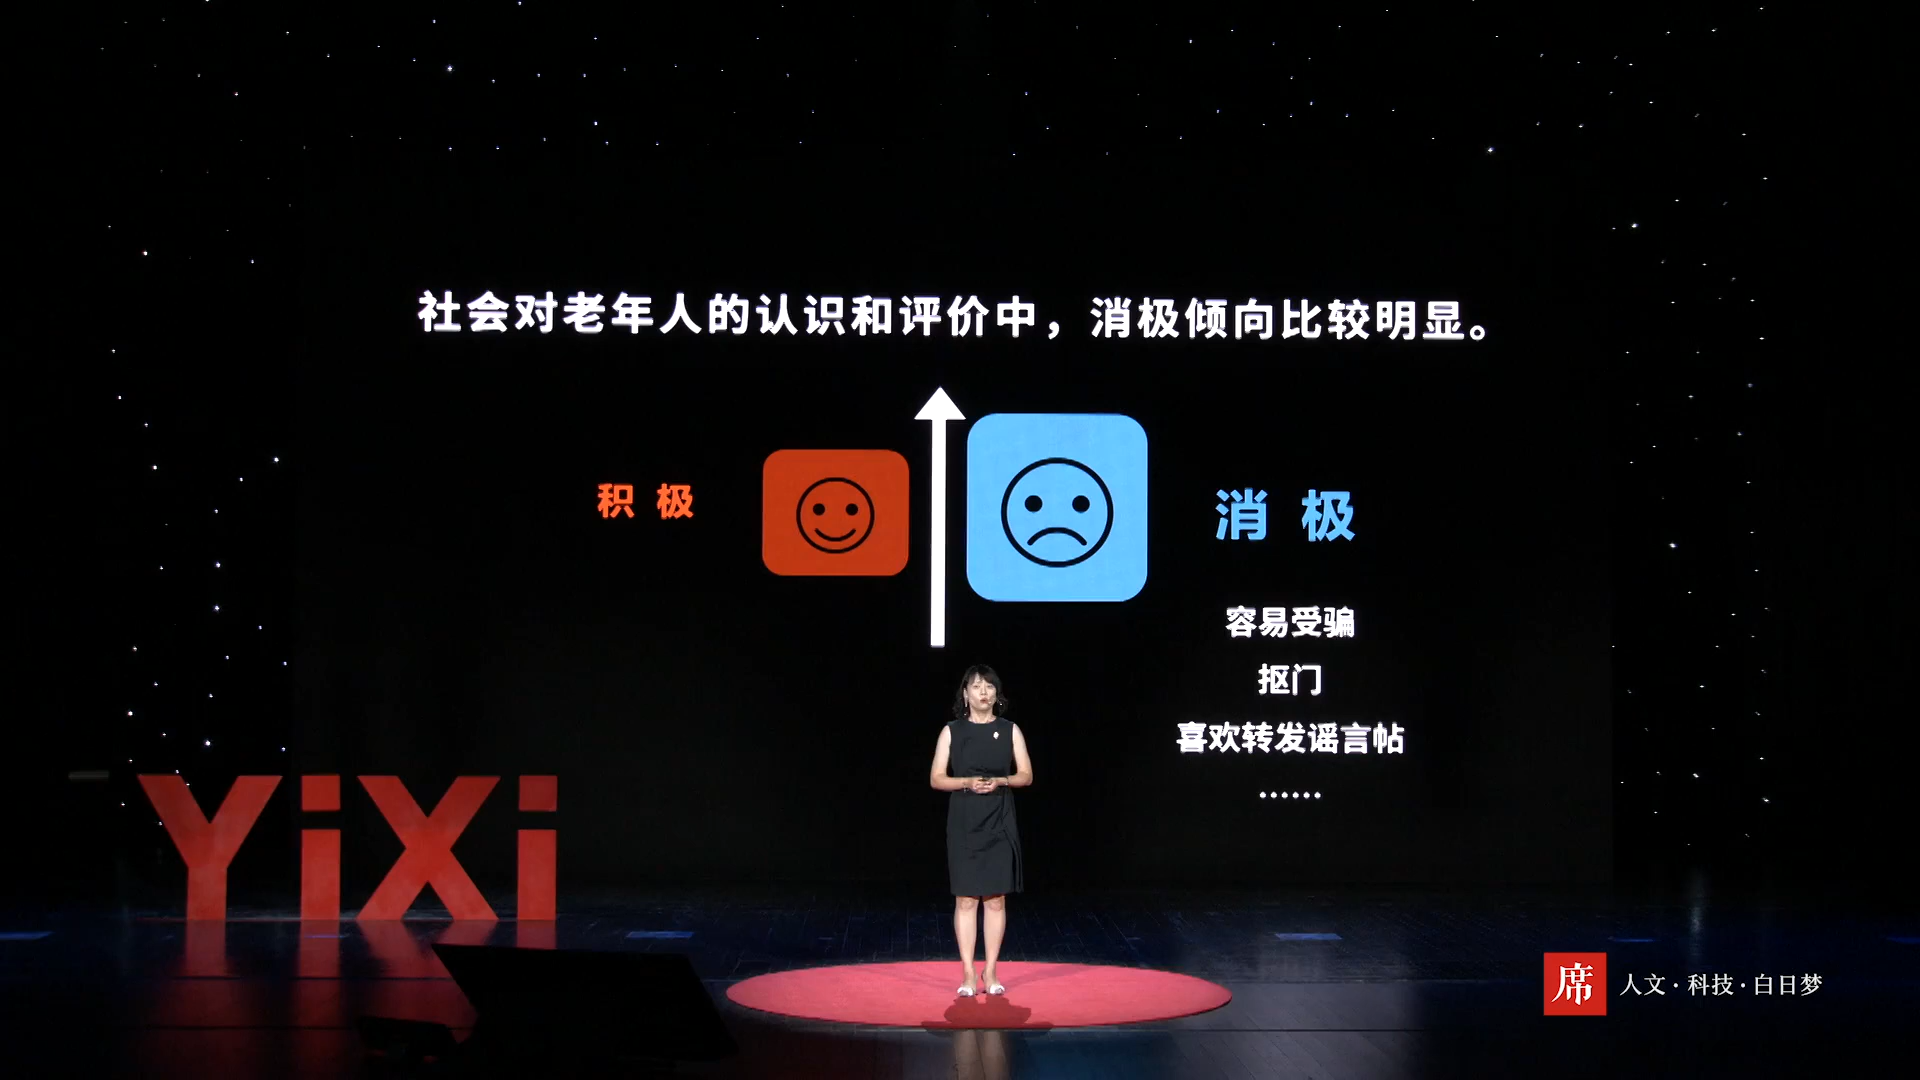 社会对老年人的认识和评价中，消极倾向比较明显。
积极
消极
容易受骗
抠门
喜欢转发谣言帖
……
YiXi
席 人文·科技·白日梦